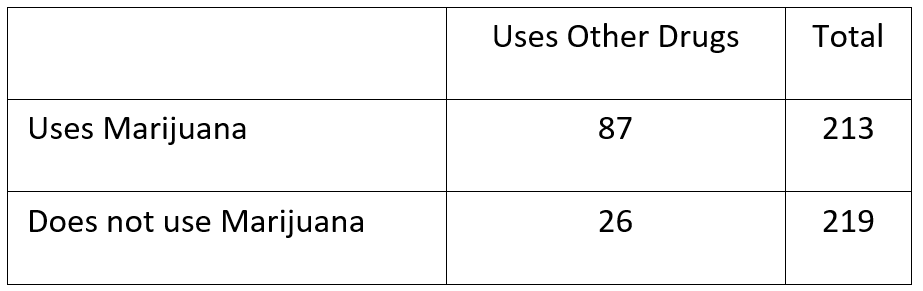 Uses Other Drugs Total
Uses Marijuana 87 213
Does not use Marijuana 26 219